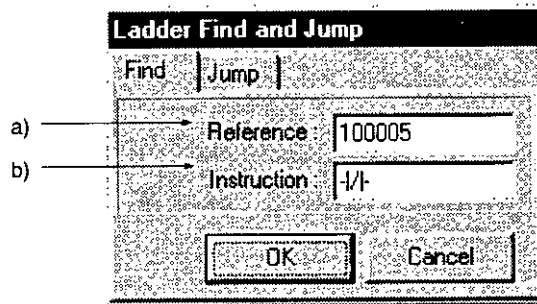 Ladder Find and Jump
Find Jump
a) Reference : 100005
b) Instruction : -|/|-
OK Cancel